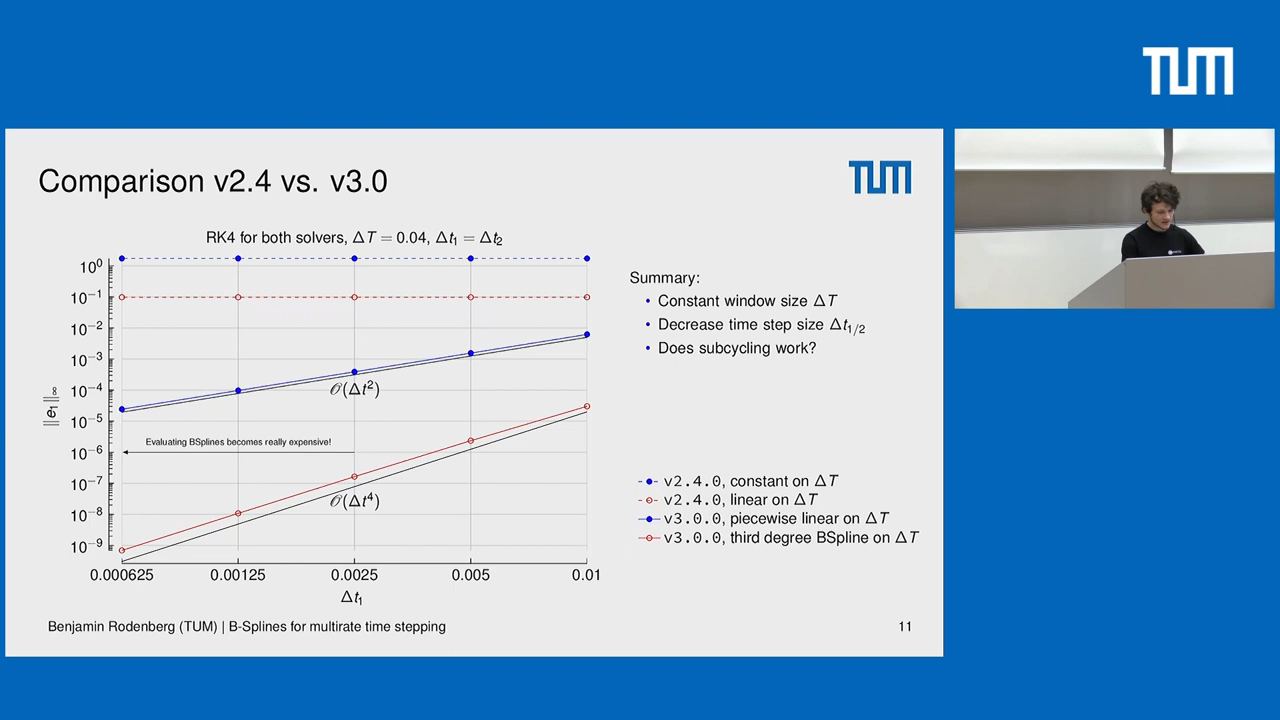 TUM
Comparison v2.4 vs. v3.0
TUM
RK4 for both solvers, ΔT = 0.04, Δt₁ = Δt₂
10⁰
10⁻¹
10⁻²
10⁻³
10⁻⁴
10⁻⁵
10⁻⁶
10⁻⁷
10⁻⁸
10⁻⁹
‖e₁‖∞
𝒪(Δt²)
Evaluating BSplines becomes really expensive!
𝒪(Δt⁴)
0.000625 0.00125 0.0025 0.005 0.01
Δt₁
Summary:
• Constant window size ΔT
• Decrease time step size Δt₁/₂
• Does subcycling work?
v2.4.0, constant on ΔT
v2.4.0, linear on ΔT
v3.0.0, piecewise linear on ΔT
v3.0.0, third degree BSpline on ΔT
Benjamin Rodenberg (TUM) | B-Splines for multirate time stepping
11